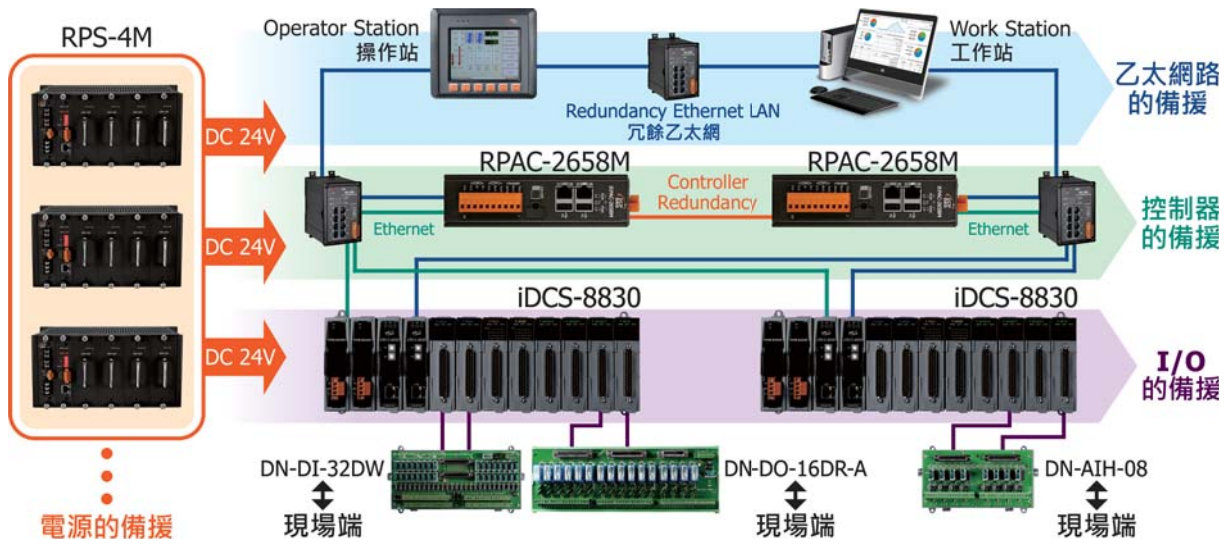 RPS-4M
DC 24V
DC 24V
DC 24V
電源的備援
Operator Station
操作站
Redundancy Ethernet LAN
冗餘乙太網
Work Station
工作站
乙太網路
的備援
RPAC-2658M
RPAC-2658M
Controller
Redundancy
Ethernet
Ethernet
控制器
的備援
iDCS-8830
iDCS-8830
I/O
的備援
DN-DI-32DW
現場端
DN-DO-16DR-A
現場端
DN-AIH-08
現場端